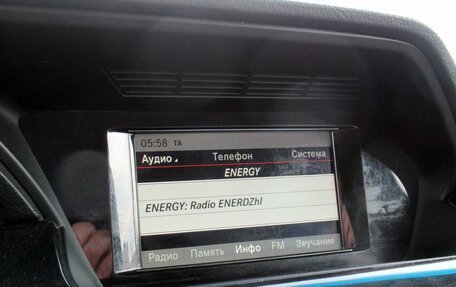 05:58 TA
Аудио Телефон Система
ENERGY
ENERGY: Radio ENERDZhI
Радио Память Инфо FM Звучание